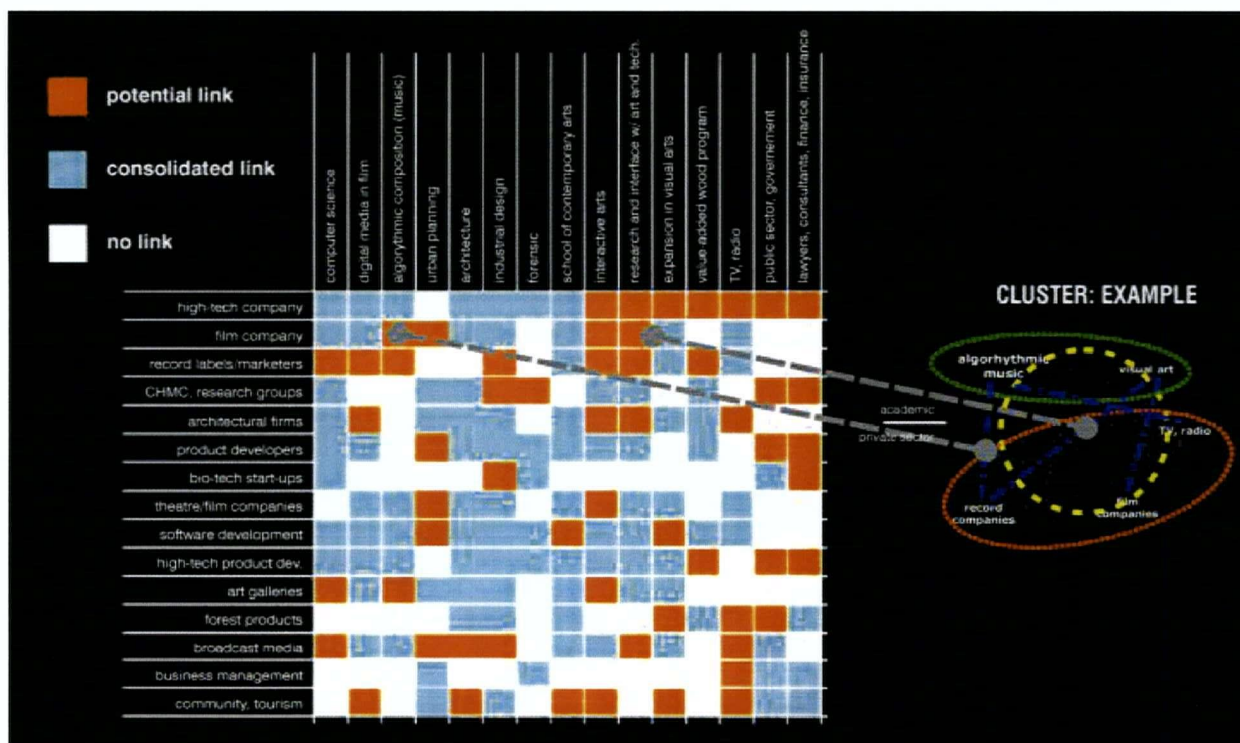 potential link
consolidated link
no link
computer science
digital media in film
algorythmic composition (music)
urban planning
architecture
industrial design
forensic
school of contemporary arts
interactive arts
research and interface w/ art and tech.
expansion in visual arts
value-added wood program
TV, radio
public sector, governement
lawyers, consultants, finance, insurance
high-tech company
film company
record labels/marketers
CHMC, research groups
architectural firms
product developers
bio-tech start-ups
theatre/film companies
software development
high-tech product dev.
art galleries
forest products
broadcast media
business management
community, tourism
CLUSTER: EXAMPLE
algorhythmic
music
visual art
academic
private sector
TV, radio
record
companies
film
companies